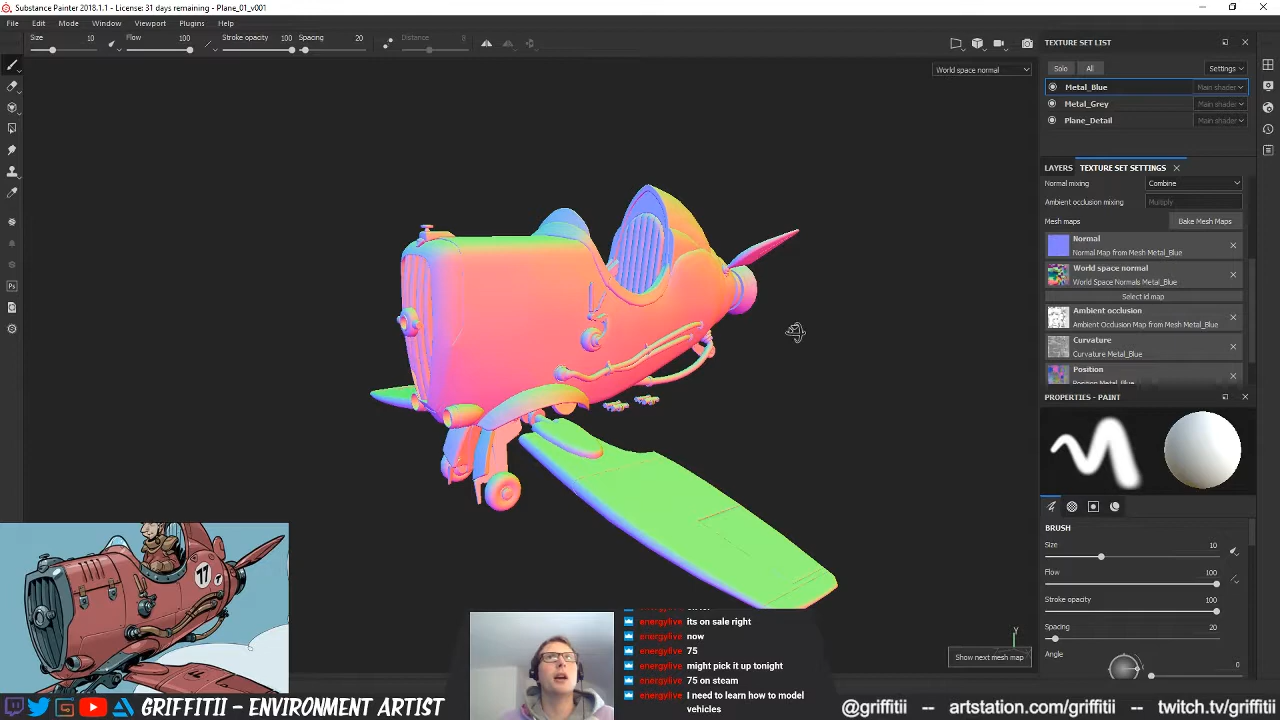 Substance Painter 2018.1.1 - License: 31 days remaining - Plane_01_v001
File Edit Mode Window Viewport Plugins Help
Size 10 Flow 100 Stroke opacity 100 Spacing 20 Distance 8
World space normal
TEXTURE SET LIST
Solo All Settings
Metal_Blue Main shader
Metal_Grey Main shader
Plane_Detail Main shader
LAYERS TEXTURE SET SETTINGS
Normal mixing Combine
Ambient occlusion mixing Multiply
Mesh maps Bake Mesh Maps
Normal
Normal Map from Mesh Metal_Blue
World space normal
World Space Normals Metal_Blue
Select id map
Ambient occlusion
Ambient Occlusion Map from Mesh Metal_Blue
Curvature
Curvature Metal_Blue
Position
Position Metal_Blue
PROPERTIES - PAINT
BRUSH
Size 10
Flow 100
Stroke opacity 100
Spacing 20
Angle 0
Ps
Y
Show next mesh map
77
energylive its on sale right
energylive now
energylive 75
energylive might pick it up tonight
energylive 75 on steam
energylive I need to learn how to model
vehicles
GRIFFITII - ENVIRONMENT ARTIST
@griffitii -- artstation.com/griffitii -- twitch.tv/griffitii